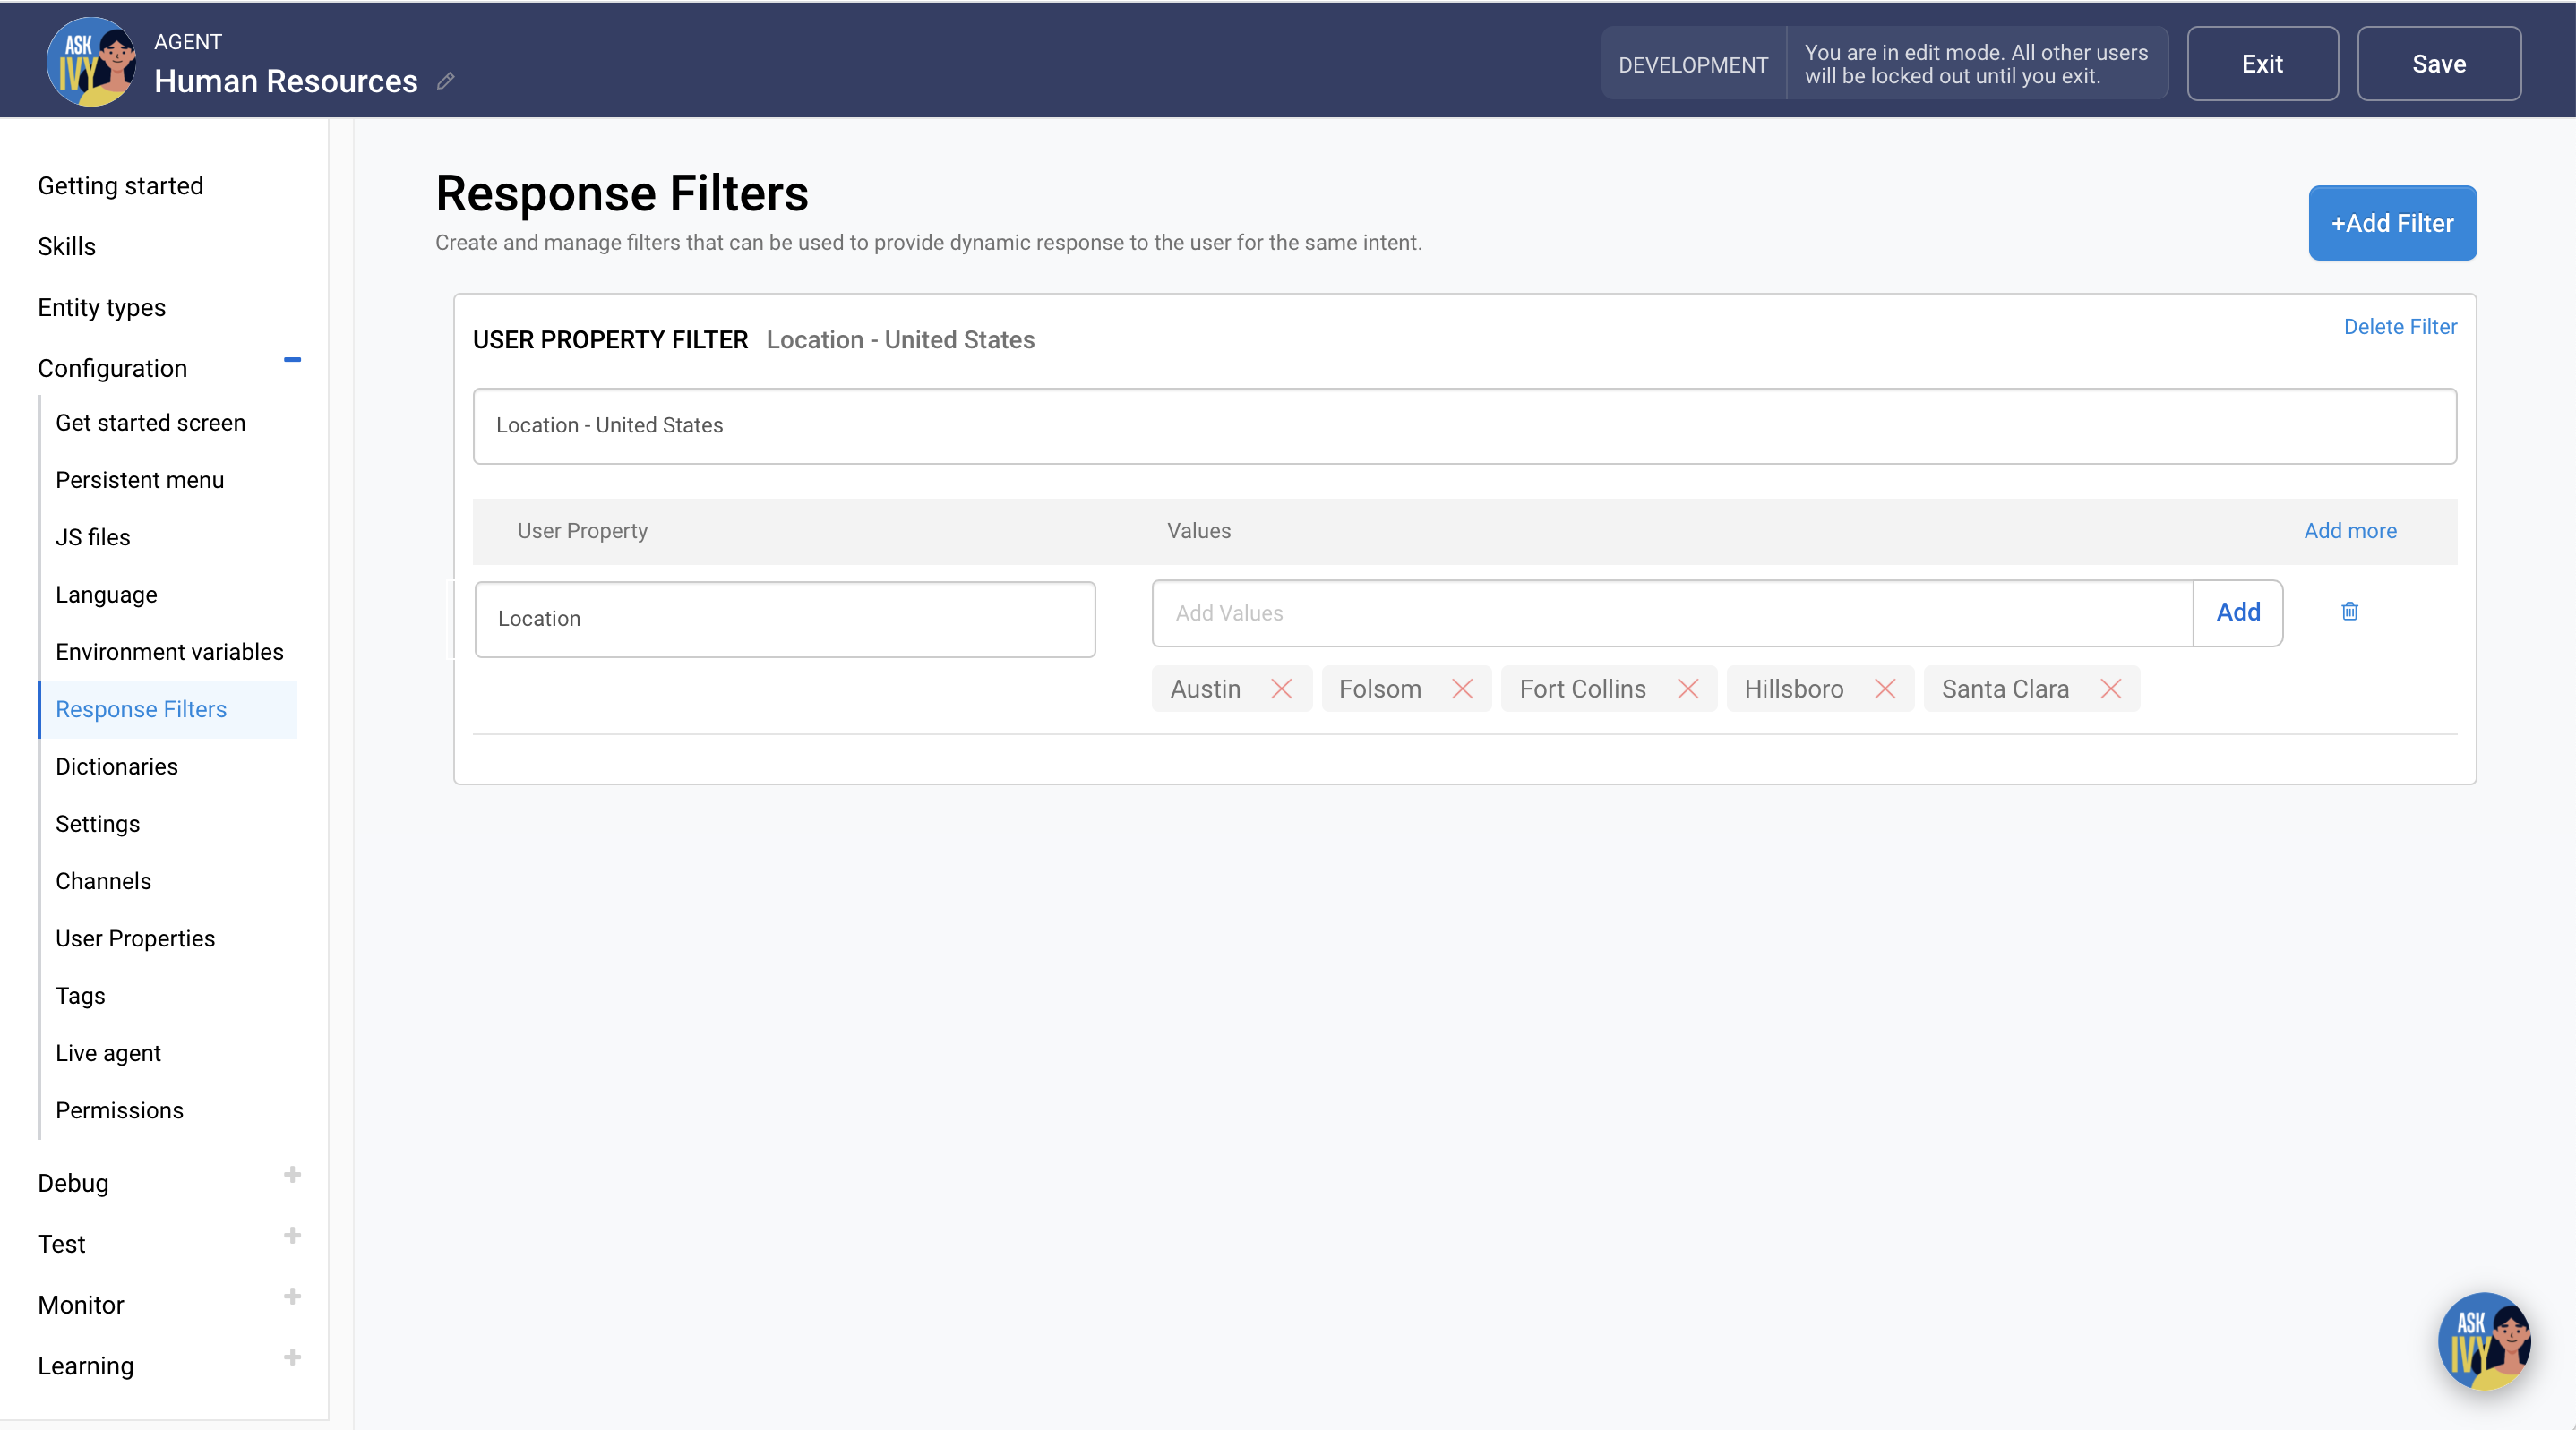 ASK
IVY
AGENT
Human Resources
DEVELOPMENT
You are in edit mode. All other users
will be locked out until you exit.
Exit
Save
Getting started
Skills
Entity types
Configuration
Get started screen
Persistent menu
JS files
Language
Environment variables
Response Filters
Dictionaries
Settings
Channels
User Properties
Tags
Live agent
Permissions
Debug
Test
Monitor
Learning
Response Filters
Create and manage filters that can be used to provide dynamic response to the user for the same intent.
+Add Filter
USER PROPERTY FILTER Location - United States
Delete Filter
Location - United States
User Property Values Add more
Location
Add Values
Add
Austin Folsom Fort Collins Hillsboro Santa Clara
ASK
IVY